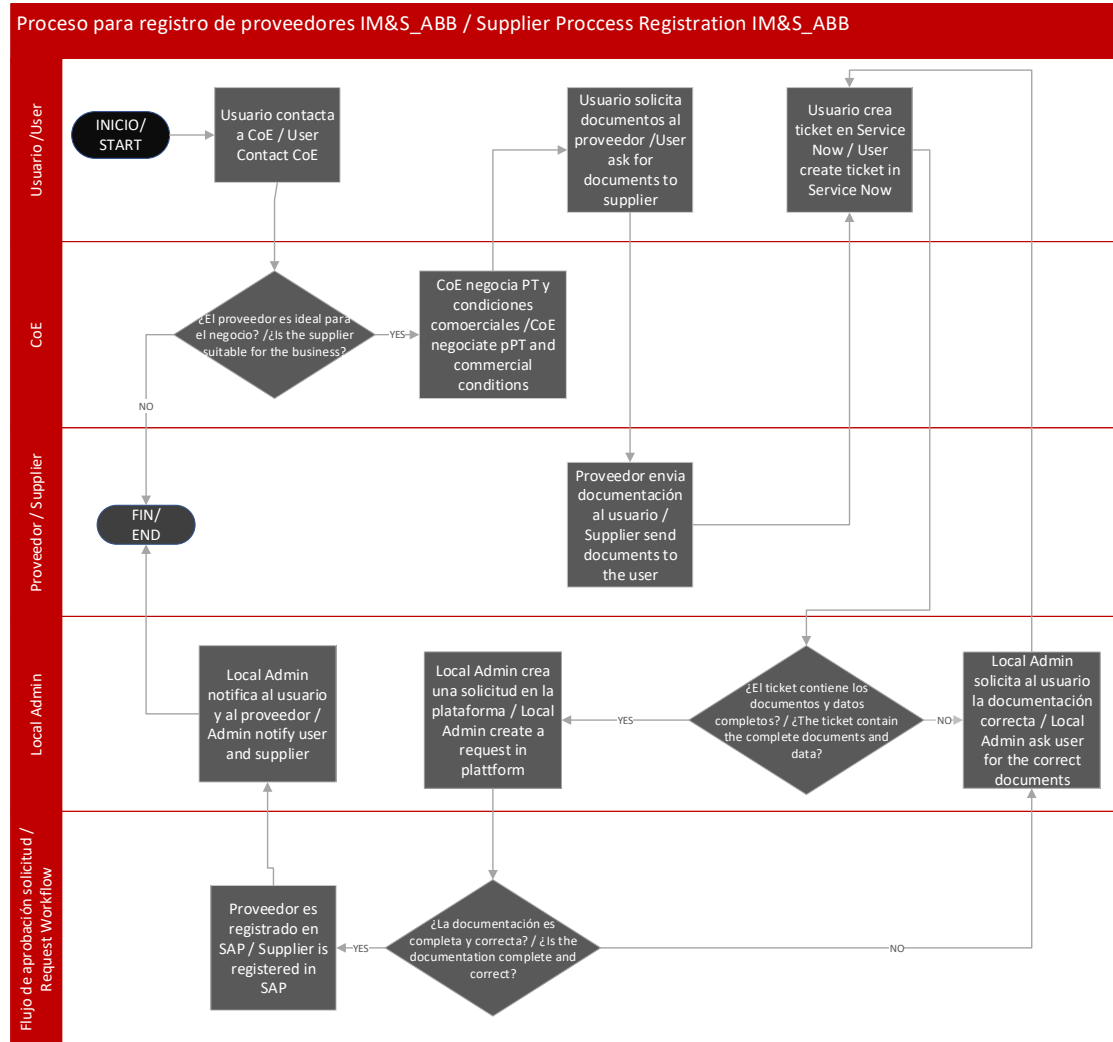 Proceso para registro de proveedores IM&S_ABB / Supplier Proccess Registration IM&S_ABB
Usuario /User
INICIO/
START
Usuario contacta
a CoE / User
Contact CoE
Usuario solicita
documentos al
proveedor /User
ask for
documents to
supplier
Usuario crea
ticket en Service
Now / User
create ticket in
Service Now
CoE
¿El proveedor es ideal para
el negocio? /¿Is the supplier
suitable for the business?
YES
CoE negocia PT y
condiciones
comoerciales /CoE
negociate pPT and
commercial
conditions
NO
Proveedor / Supplier
FIN/
END
Proveedor envia
documentación
al usuario /
Supplier send
documents to
the user
Local Admin
Local Admin
notifica al usuario
y al proveedor /
Admin notify user
and supplier
Local Admin crea
una solicitud en la
plataforma / Local
Admin create a
request in
plattform
YES
¿El ticket contiene los
documentos y datos
completos? / ¿The ticket contain
the complete documents and
data?
NO
Local Admin
solicita al usuario
la documentación
correcta / Local
Admin ask user
for the correct
documents
Flujo de aprobación solicitud /
Request Workflow
Proveedor es
registrado en
SAP / Supplier is
registered in
SAP
YES
¿La documentación es
completa y correcta? / ¿Is the
documentation complete and
correct?
NO